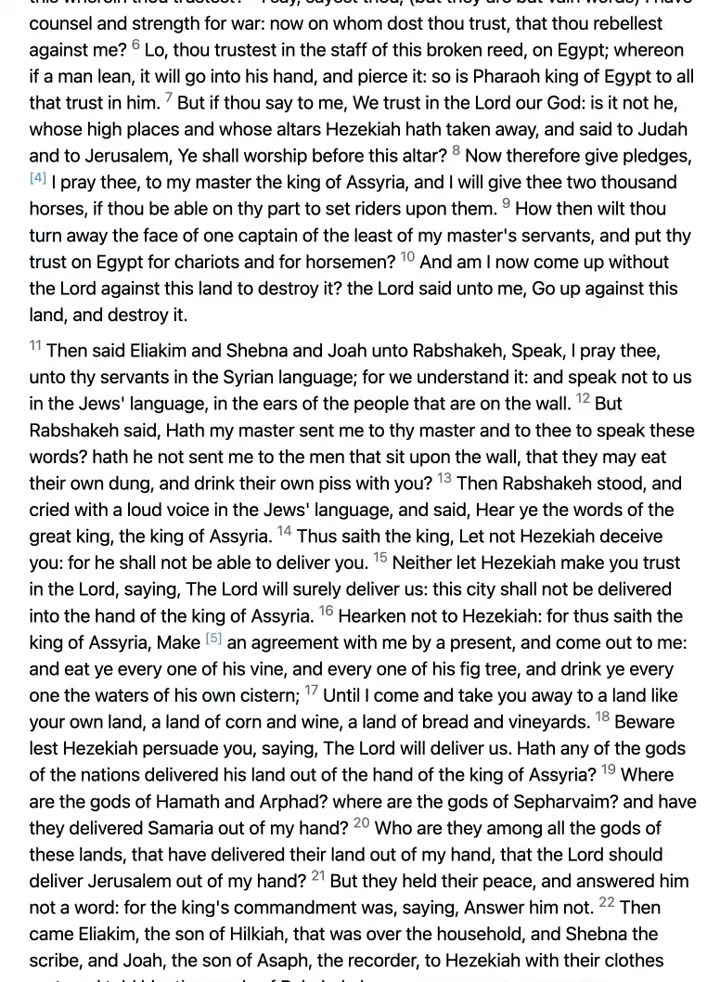 counsel and strength for war: now on whom dost thou trust, that thou rebellest
against me? 6 Lo, thou trustest in the staff of this broken reed, on Egypt; whereon
if a man lean, it will go into his hand, and pierce it: so is Pharaoh king of Egypt to all
that trust in him. 7 But if thou say to me, We trust in the Lord our God: is it not he,
whose high places and whose altars Hezekiah hath taken away, and said to Judah
and to Jerusalem, Ye shall worship before this altar? 8 Now therefore give pledges,
[4] I pray thee, to my master the king of Assyria, and I will give thee two thousand
horses, if thou be able on thy part to set riders upon them. 9 How then wilt thou
turn away the face of one captain of the least of my master's servants, and put thy
trust on Egypt for chariots and for horsemen? 10 And am I now come up without
the Lord against this land to destroy it? the Lord said unto me, Go up against this
land, and destroy it.
11 Then said Eliakim and Shebna and Joah unto Rabshakeh, Speak, I pray thee,
unto thy servants in the Syrian language; for we understand it: and speak not to us
in the Jews' language, in the ears of the people that are on the wall. 12 But
Rabshakeh said, Hath my master sent me to thy master and to thee to speak these
words? hath he not sent me to the men that sit upon the wall, that they may eat
their own dung, and drink their own piss with you? 13 Then Rabshakeh stood, and
cried with a loud voice in the Jews' language, and said, Hear ye the words of the
great king, the king of Assyria. 14 Thus saith the king, Let not Hezekiah deceive
you: for he shall not be able to deliver you. 15 Neither let Hezekiah make you trust
in the Lord, saying, The Lord will surely deliver us: this city shall not be delivered
into the hand of the king of Assyria. 16 Hearken not to Hezekiah: for thus saith the
king of Assyria, Make [5] an agreement with me by a present, and come out to me:
and eat ye every one of his vine, and every one of his fig tree, and drink ye every
one the waters of his own cistern; 17 Until I come and take you away to a land like
your own land, a land of corn and wine, a land of bread and vineyards. 18 Beware
lest Hezekiah persuade you, saying, The Lord will deliver us. Hath any of the gods
of the nations delivered his land out of the hand of the king of Assyria? 19 Where
are the gods of Hamath and Arphad? where are the gods of Sepharvaim? and have
they delivered Samaria out of my hand? 20 Who are they among all the gods of
these lands, that have delivered their land out of my hand, that the Lord should
deliver Jerusalem out of my hand? 21 But they held their peace, and answered him
not a word: for the king's commandment was, saying, Answer him not. 22 Then
came Eliakim, the son of Hilkiah, that was over the household, and Shebna the
scribe, and Joah, the son of Asaph, the recorder, to Hezekiah with their clothes